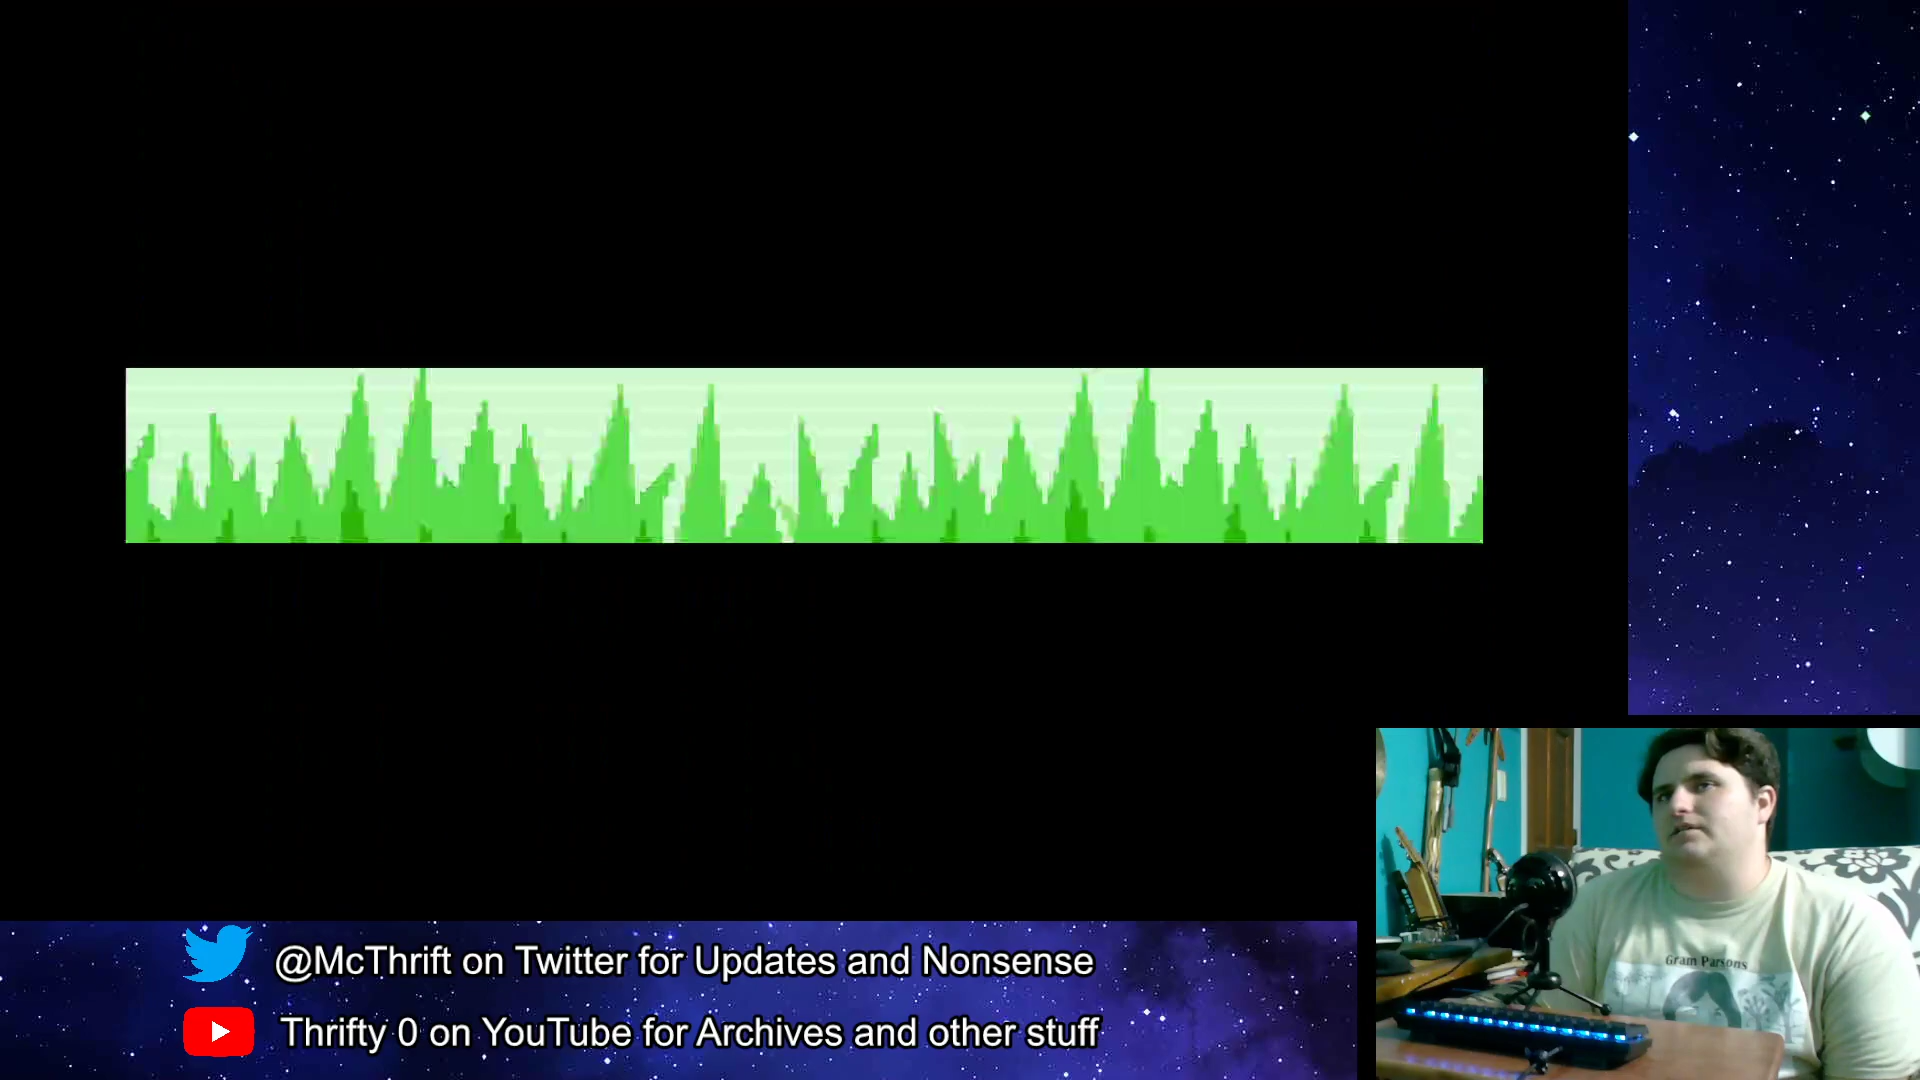 @McThrift on Twitter for Updates and Nonsense
Thrifty 0 on YouTube for Archives and other stuff
Gram Parsons